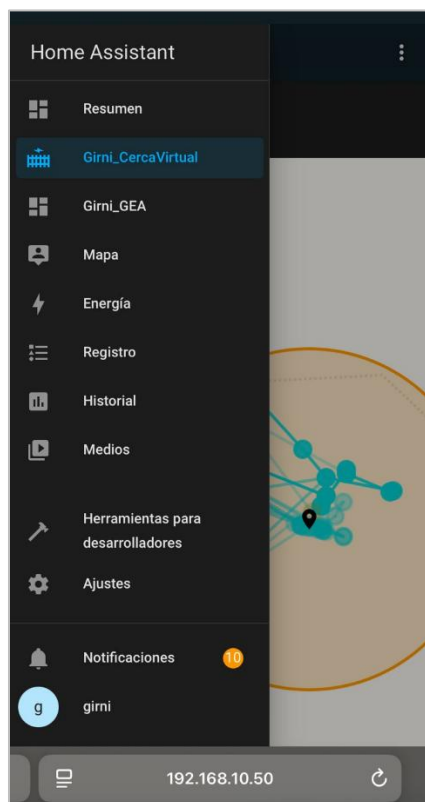 Home Assistant
Resumen
Girni_CercaVirtual
Girni_GEA
Mapa
Energía
Registro
Historial
Medios
Herramientas para
desarrolladores
Ajustes
Notificaciones 10
g girni
192.168.10.50